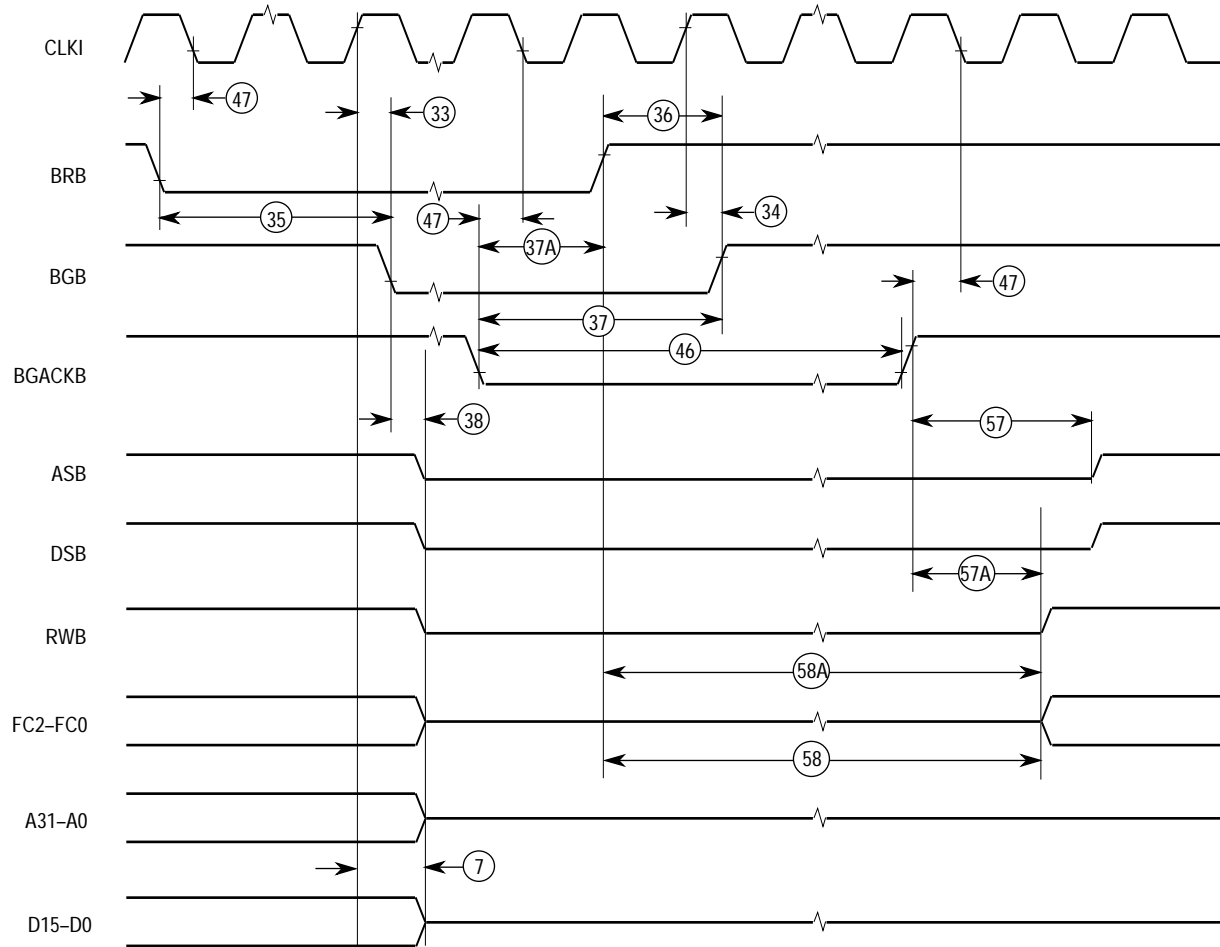 CLKI
47
33
36
BRB
35
47
34
37A
BGB
47
37
46
BGACKB
38
57
ASB
DSB
57A
RWB
58A
FC2–FC0
58
A31–A0
7
D15–D0